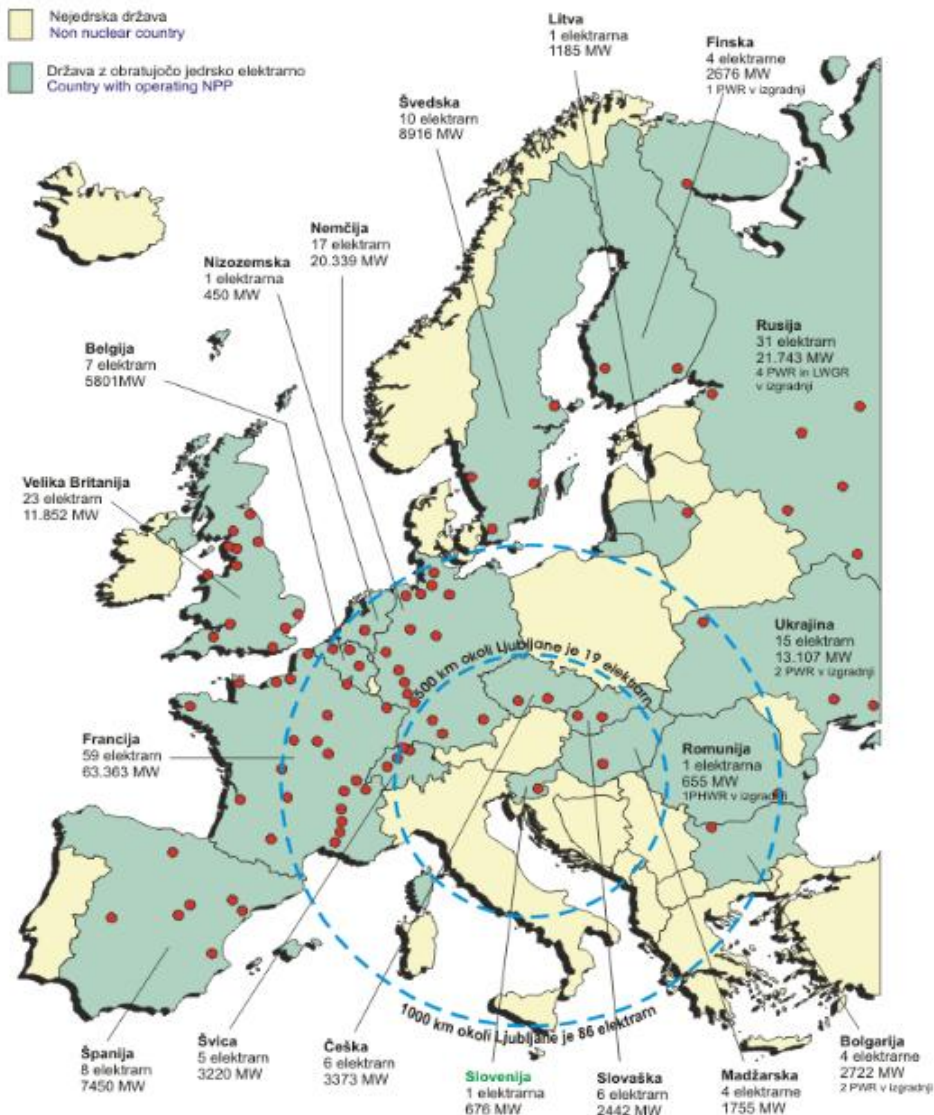 Nejedrska država
Non nuclear country
Država z obratujočo jedrsko elektrarno
Country with operating NPP
Litva
1 elektrarna
1185 MW
Finska
4 elektrarne
2676 MW
1 PWR v izgradnji
Švedska
10 elektrarn
8916 MW
Nemčija
17 elektrarn
20.339 MW
Nizozemska
1 elektrarna
450 MW
Belgija
7 elektrarn
5801MW
Rusija
31 elektrarn
21.743 MW
4 PWR in LWGR
v izgradnji
Velika Britanija
23 elektrarn
11.852 MW
Ukrajina
15 elektrarn
13.107 MW
2 PWR v izgradnji
500 km okoli Ljubljane je 19 elektrarn
Francija
59 elektrarn
63.363 MW
Romunija
1 elektrarna
655 MW
1PHWR v izgradnji
1000 km okoli Ljubljane je 86 elektrarn
Španija
8 elektrarn
7450 MW
Švica
5 elektrarn
3220 MW
Češka
6 elektrarn
3373 MW
Slovenija
1 elektrarna
676 MW
Slovaška
6 elektrarn
2442 MW
Madžarska
4 elektrarne
1755 MW
Bolgarija
4 elektrarne
2722 MW
2 PWR v izgradnji